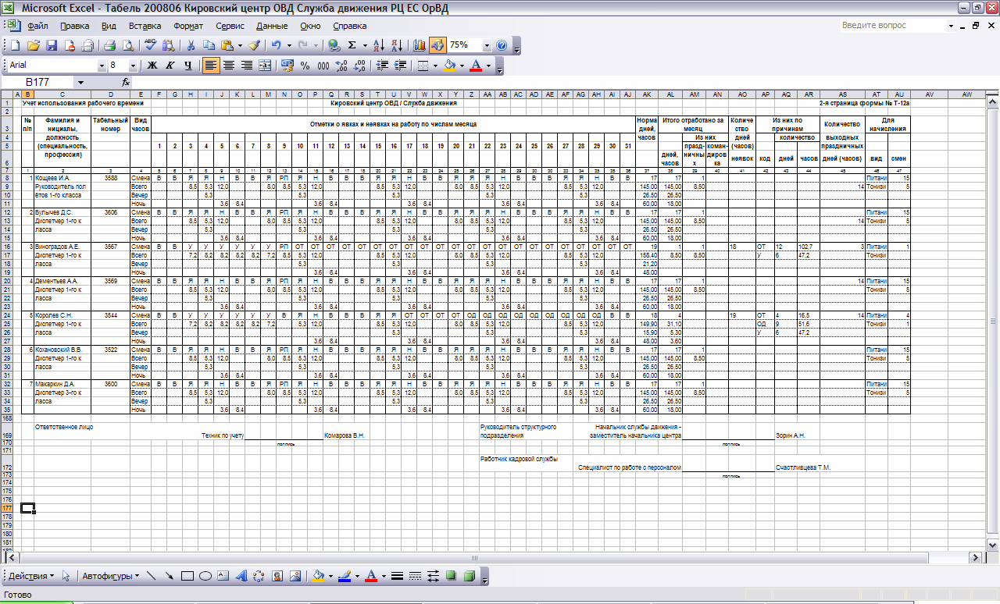 Microsoft Excel - Табель 200806 Кировский центр ОВД Служба движения РЦ ЕС ОрВД
Файл Правка Вид Вставка Формат Сервис Данные Окно Справка Введите вопрос
75%
Arial 8 Ж К Ч
B177 fx
A B C D E F G H I J K L M N O P Q R S T U V W X Y Z AA AB AC AD AE AF AG AH AI AJ AK AL AM AN AO AP AQ AR AS AT AU AV AW
1 Учет использования рабочего времени Кировский центр ОВД / Служба движения 2-я страница формы № Т-12а
2
3 № п/п Фамилия и нициалы, должность (специальность, профессия) Табельный номер Вид часов Отметки о явках и неявках на работу по числам месяца Норма дней, часов Итого отработано за месяц Количе ство дней (часов) неявок Из них по причинам Количество выходных праздничных дней (часов) Для начисления
4 Из них количество
5 1 2 3 4 5 6 7 8 9 10 11 12 13 14 15 16 17 18 19 20 21 22 23 24 25 26 27 28 29 30 31
6 дней, часов празд- ничны х коман- диров ка код дней часов вид смен
7 1 2 3 4 5 6 7 8 9 10 11 12 13 14 15 16 17 18 19 20 21 22 23 24 25 26 27 28 29 30 31 32 33 34 35 36 37 38 39 40 41 42 43 44 45 46 47
8 1 Кощеев И.А. 3588 Смена В В Я Я Н В В Я РП Я Н В В В Я Я Н В В Я Я Я Н В В В Я Я Н В В 17 17 1 Питани 15
9 Руководитель пол Всего 8,5 5,3 12,0 8,0 8,5 5,3 12,0 8,5 5,3 12,0 8,0 8,5 5,3 12,0 8,5 5,3 12,0 145,00 145,00 8,50 14 Тонизи 5
10 ётов 1-го класса Вечер 5,3 5,3 5,3 5,3 5,3 26,50 26,50
11 Ночь 3,6 8,4 3,6 8,4 3,6 8,4 3,6 8,4 3,6 8,4 60,00 18,00
12 2 Булычев Д.С. 3606 Смена В В Я Я Н В В Я РП Я Н В В В Я Я Н В В Я Я Я Н В В В Я Я Н В В 17 17 1 Питани 15
13 Диспетчер 1-го к Всего 8,5 5,3 12,0 8,0 8,5 5,3 12,0 8,5 5,3 12,0 8,0 8,5 5,3 12,0 8,5 5,3 12,0 145,00 145,00 8,50 14 Тонизи 5
14 ласса Вечер 5,3 5,3 5,3 5,3 5,3 26,50 26,50
15 Ночь 3,6 8,4 3,6 8,4 3,6 8,4 3,6 8,4 3,6 8,4 60,00 18,00
16 3 Виноградов А.Е. 3567 Смена В В У У У У У У РП ОТ ОТ ОТ ОТ ОТ ОТ ОТ ОТ ОТ ОТ ОТ ОТ ОТ ОТ ОТ ОТ ОТ ОТ ОТ ОТ ОТ ОТ 19 1 1 18 ОТ 12 102,7 3 Питани 1
17 Диспетчер 1-го к Всего 7,2 8,2 8,2 8,2 8,2 7,2 8,5 5,3 12,0 8,5 5,3 12,0 8,0 8,5 5,3 12,0 8,5 5,3 12,0 158,40 8,50 8,50 У 6 47,2 Тонизи
18 ласса Вечер 5,3 5,3 5,3 5,3 21,20
19 Ночь 3,6 8,4 3,6 8,4 3,6 8,4 3,6 8,4 48,00
20 4 Дементьев А.А. 3569 Смена В В Я Я Н В В Я РП Я Н В В В Я Я Н В В Я Я Я Н В В В Я Я Н В В 17 17 1 14 Питани 15
21 Диспетчер 1-го к Всего 8,5 5,3 12,0 8,0 8,5 5,3 12,0 8,5 5,3 12,0 8,0 8,5 5,3 12,0 8,5 5,3 12,0 145,00 145,00 8,50 Тонизи 5
22 ласса Вечер 5,3 5,3 5,3 5,3 5,3 26,50 26,50
23 Ночь 3,6 8,4 3,6 8,4 3,6 8,4 3,6 8,4 3,6 8,4 60,00 18,00
24 5 Королев С.Н. 3544 Смена В В У У У У У У В Я Н В В В Я Я ОТ ОТ ОТ ОТ ОД ОД ОД ОД ОД ОД ОД ОД ОД В В 18 4 19 ОТ 4 16,5 14 Питани 4
25 Диспетчер 1-го к Всего 7,2 8,2 8,2 8,2 8,2 7,2 5,3 12,0 8,5 5,3 12,0 8,0 8,5 5,3 12,0 8,5 5,3 12,0 149,90 31,10 ОД 9 51,6 Тонизи 1
26 ласса Вечер 5,3 5,3 5,3 5,3 15,90 5,30 У 6 47,2
27 Ночь 3,6 8,4 3,6 8,4 3,6 8,4 3,6 8,4 48,00 3,60
28 6 Кохановский В.В. 3522 Смена В В Я Я Н В В Я РП Я Н В В В Я Я Н В В Я Я Я Н В В В Я Я Н В В 17 17 1 Питани 15
29 Диспетчер 1-го к Всего 8,5 5,3 12,0 8,0 8,5 5,3 12,0 8,5 5,3 12,0 8,0 8,5 5,3 12,0 8,5 5,3 12,0 145,00 145,00 8,50 Тонизи 5
30 ласса Вечер 5,3 5,3 5,3 5,3 5,3 26,50 26,50
31 Ночь 3,6 8,4 3,6 8,4 3,6 8,4 3,6 8,4 3,6 8,4 60,00 18,00
32 7 Макаркин Д.А. 3600 Смена В В Я Я Н В В Я РП Я Н В В В Я Я Н В В Я Я Я Н В В В Я Я Н В В 17 17 1 Питани 15
33 Диспетчер 3-го к Всего 8,5 5,3 12,0 8,0 8,5 5,3 12,0 8,5 5,3 12,0 8,0 8,5 5,3 12,0 8,5 5,3 12,0 145,00 145,00 8,50 Тонизи 5
34 ласса Вечер 5,3 5,3 5,3 5,3 5,3 26,50 26,50
35 Ночь 3,6 8,4 3,6 8,4 3,6 8,4 3,6 8,4 3,6 8,4 60,00 18,00
168
Ответственное лицо Руководитель структурного Начальник службы движения -
169 Техник по учету Комарова В.Н. подразделения заместитель начальника центра Зорин А.Н.
170 подпись подпись
171
Работник кадровой службы
172 Специалист по работе с персоналом Счастливцева Т.М.
173 подпись
174
175
176
177
178
179
180
181
Действия Автофигуры
Готово